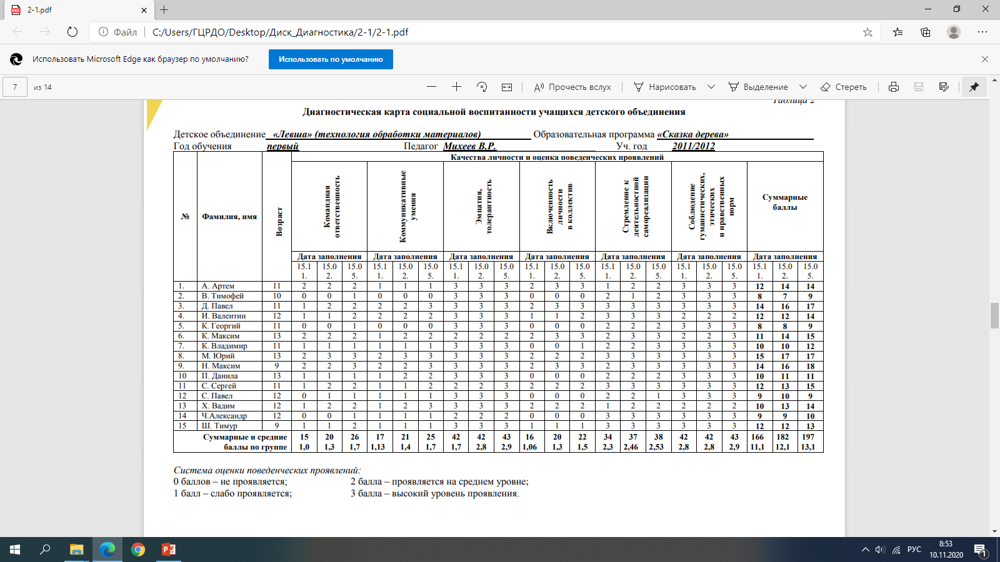 2-1.pdf
Файл C:/Users/ГЦРДО/Desktop/Диск_Диагностика/2-1/2-1.pdf
Использовать Microsoft Edge как браузер по умолчанию? Использовать по умолчанию
7 из 14 Прочесть вслух Нарисовать Выделение Стереть
Таблица 2
Диагностическая карта социальной воспитанности учащихся детского объединения
Детское объединение «Левша» (технология обработки материалов) Образовательная программа «Сказка дерева»
Год обучения первый Педагог Михеев В.Р. Уч. год 2011/2012
№ Фамилия, имя Возраст Качества личности и оценка поведенческих проявлений
Командная ответственность
Коммуникативные умения
Эмпатия, толерантность
Включенность личности в коллектив
Стремление к деятельностной самореализации
Соблюдение гуманистических, этических и нравственных норм
Суммарные баллы
Дата заполнения Дата заполнения Дата заполнения Дата заполнения Дата заполнения Дата заполнения Дата заполнения
15.11. 15.02. 15.05. 15.11. 15.02. 15.05. 15.11. 15.02. 15.05. 15.11. 15.02. 15.05. 15.11. 15.02. 15.05. 15.11. 15.02. 15.05. 15.11. 15.02. 15.05.
1. А. Артем 11 2 2 2 1 1 1 3 3 3 2 3 3 1 2 2 3 3 3 12 14 14
2. В. Тимофей 10 0 0 1 0 0 0 3 3 3 0 0 0 2 1 2 3 3 3 8 7 9
3. Д. Павел 11 1 2 2 2 2 3 3 3 3 2 3 3 3 3 3 3 3 3 14 16 17
4. И. Валентин 12 1 1 2 2 2 2 3 3 3 1 1 2 3 3 3 2 2 2 12 12 14
5. К. Георгий 11 0 0 1 0 0 0 3 3 3 0 0 0 2 2 2 3 3 3 8 8 9
6. К. Максим 13 2 2 2 1 2 2 2 2 2 2 3 3 2 3 3 2 2 3 11 14 15
7. К. Владимир 11 1 1 1 1 1 1 3 3 3 0 0 1 2 2 3 3 3 3 10 10 12
8. М. Юрий 13 2 3 3 2 3 3 3 3 3 2 2 2 3 3 3 3 3 3 15 17 17
9. Н. Максим 9 2 2 3 2 2 3 3 3 3 2 3 3 2 3 3 3 3 3 14 16 18
10 П. Данила 13 1 1 1 1 2 2 3 3 3 0 0 0 2 2 2 3 3 3 10 11 11
11 С. Сергей 11 1 2 2 1 1 2 2 2 3 2 2 2 3 3 3 3 3 3 12 13 15
12 С. Павел 12 0 1 1 1 1 1 3 3 3 0 0 0 2 2 1 3 3 3 9 10 9
13 Х. Вадим 12 1 2 2 1 2 3 3 3 3 2 2 2 1 2 2 2 2 2 10 13 14
14 Ч.Александр 12 0 0 1 1 1 1 2 2 2 0 0 0 3 3 3 3 3 3 9 9 10
15 Ш. Тимур 9 1 1 2 1 1 1 3 3 3 1 1 1 3 3 3 3 3 3 12 12 13
Суммарные и средние 15 20 26 17 21 25 42 42 43 16 20 22 34 37 38 42 42 43 166 182 197
баллы по группе 1,0 1,3 1,7 1,13 1,4 1,7 1,7 2,8 2,9 1,06 1,3 1,5 2,3 2,46 2,53 2,8 2,8 2,9 11,1 12,1 13,1
Система оценки поведенческих проявлений:
0 баллов – не проявляется; 2 балла – проявляется на среднем уровне;
1 балл – слабо проявляется; 3 балла – высокий уровень проявления.
РУС 8:53
10.11.2020 1